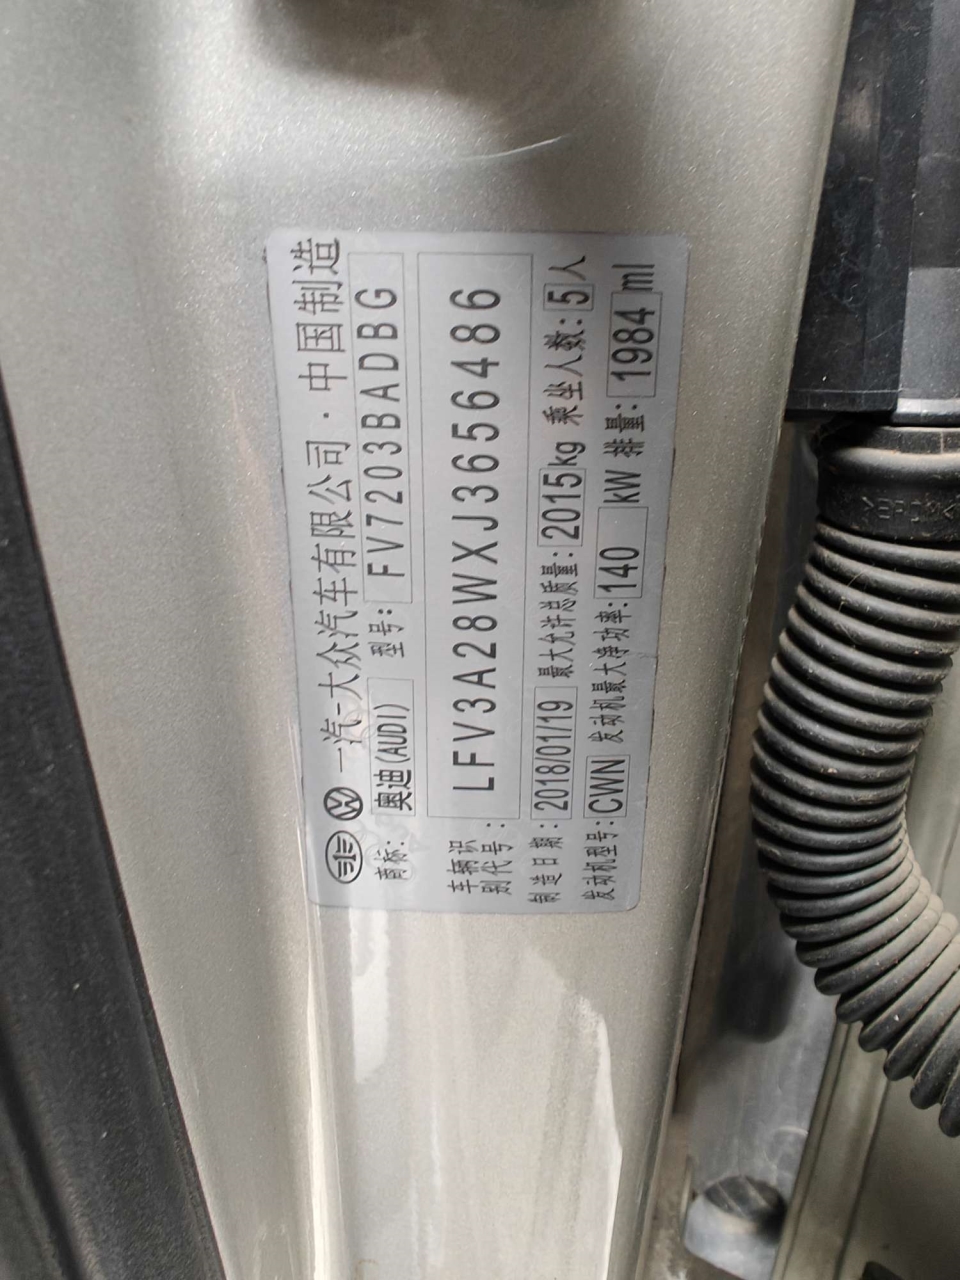 一汽-大众汽车有限公司·中国制造
商标: 奥迪(AUDI) 型号: FV7203BADBG
车辆识别代号: LFV3A28WXJ3656486
制造日期: 2018/01/19 最大允许总质量: 2015kg 乘坐人数: 5人
发动机型号: CWN 发动机最大净功率: 140 kW 排量: 1984 ml